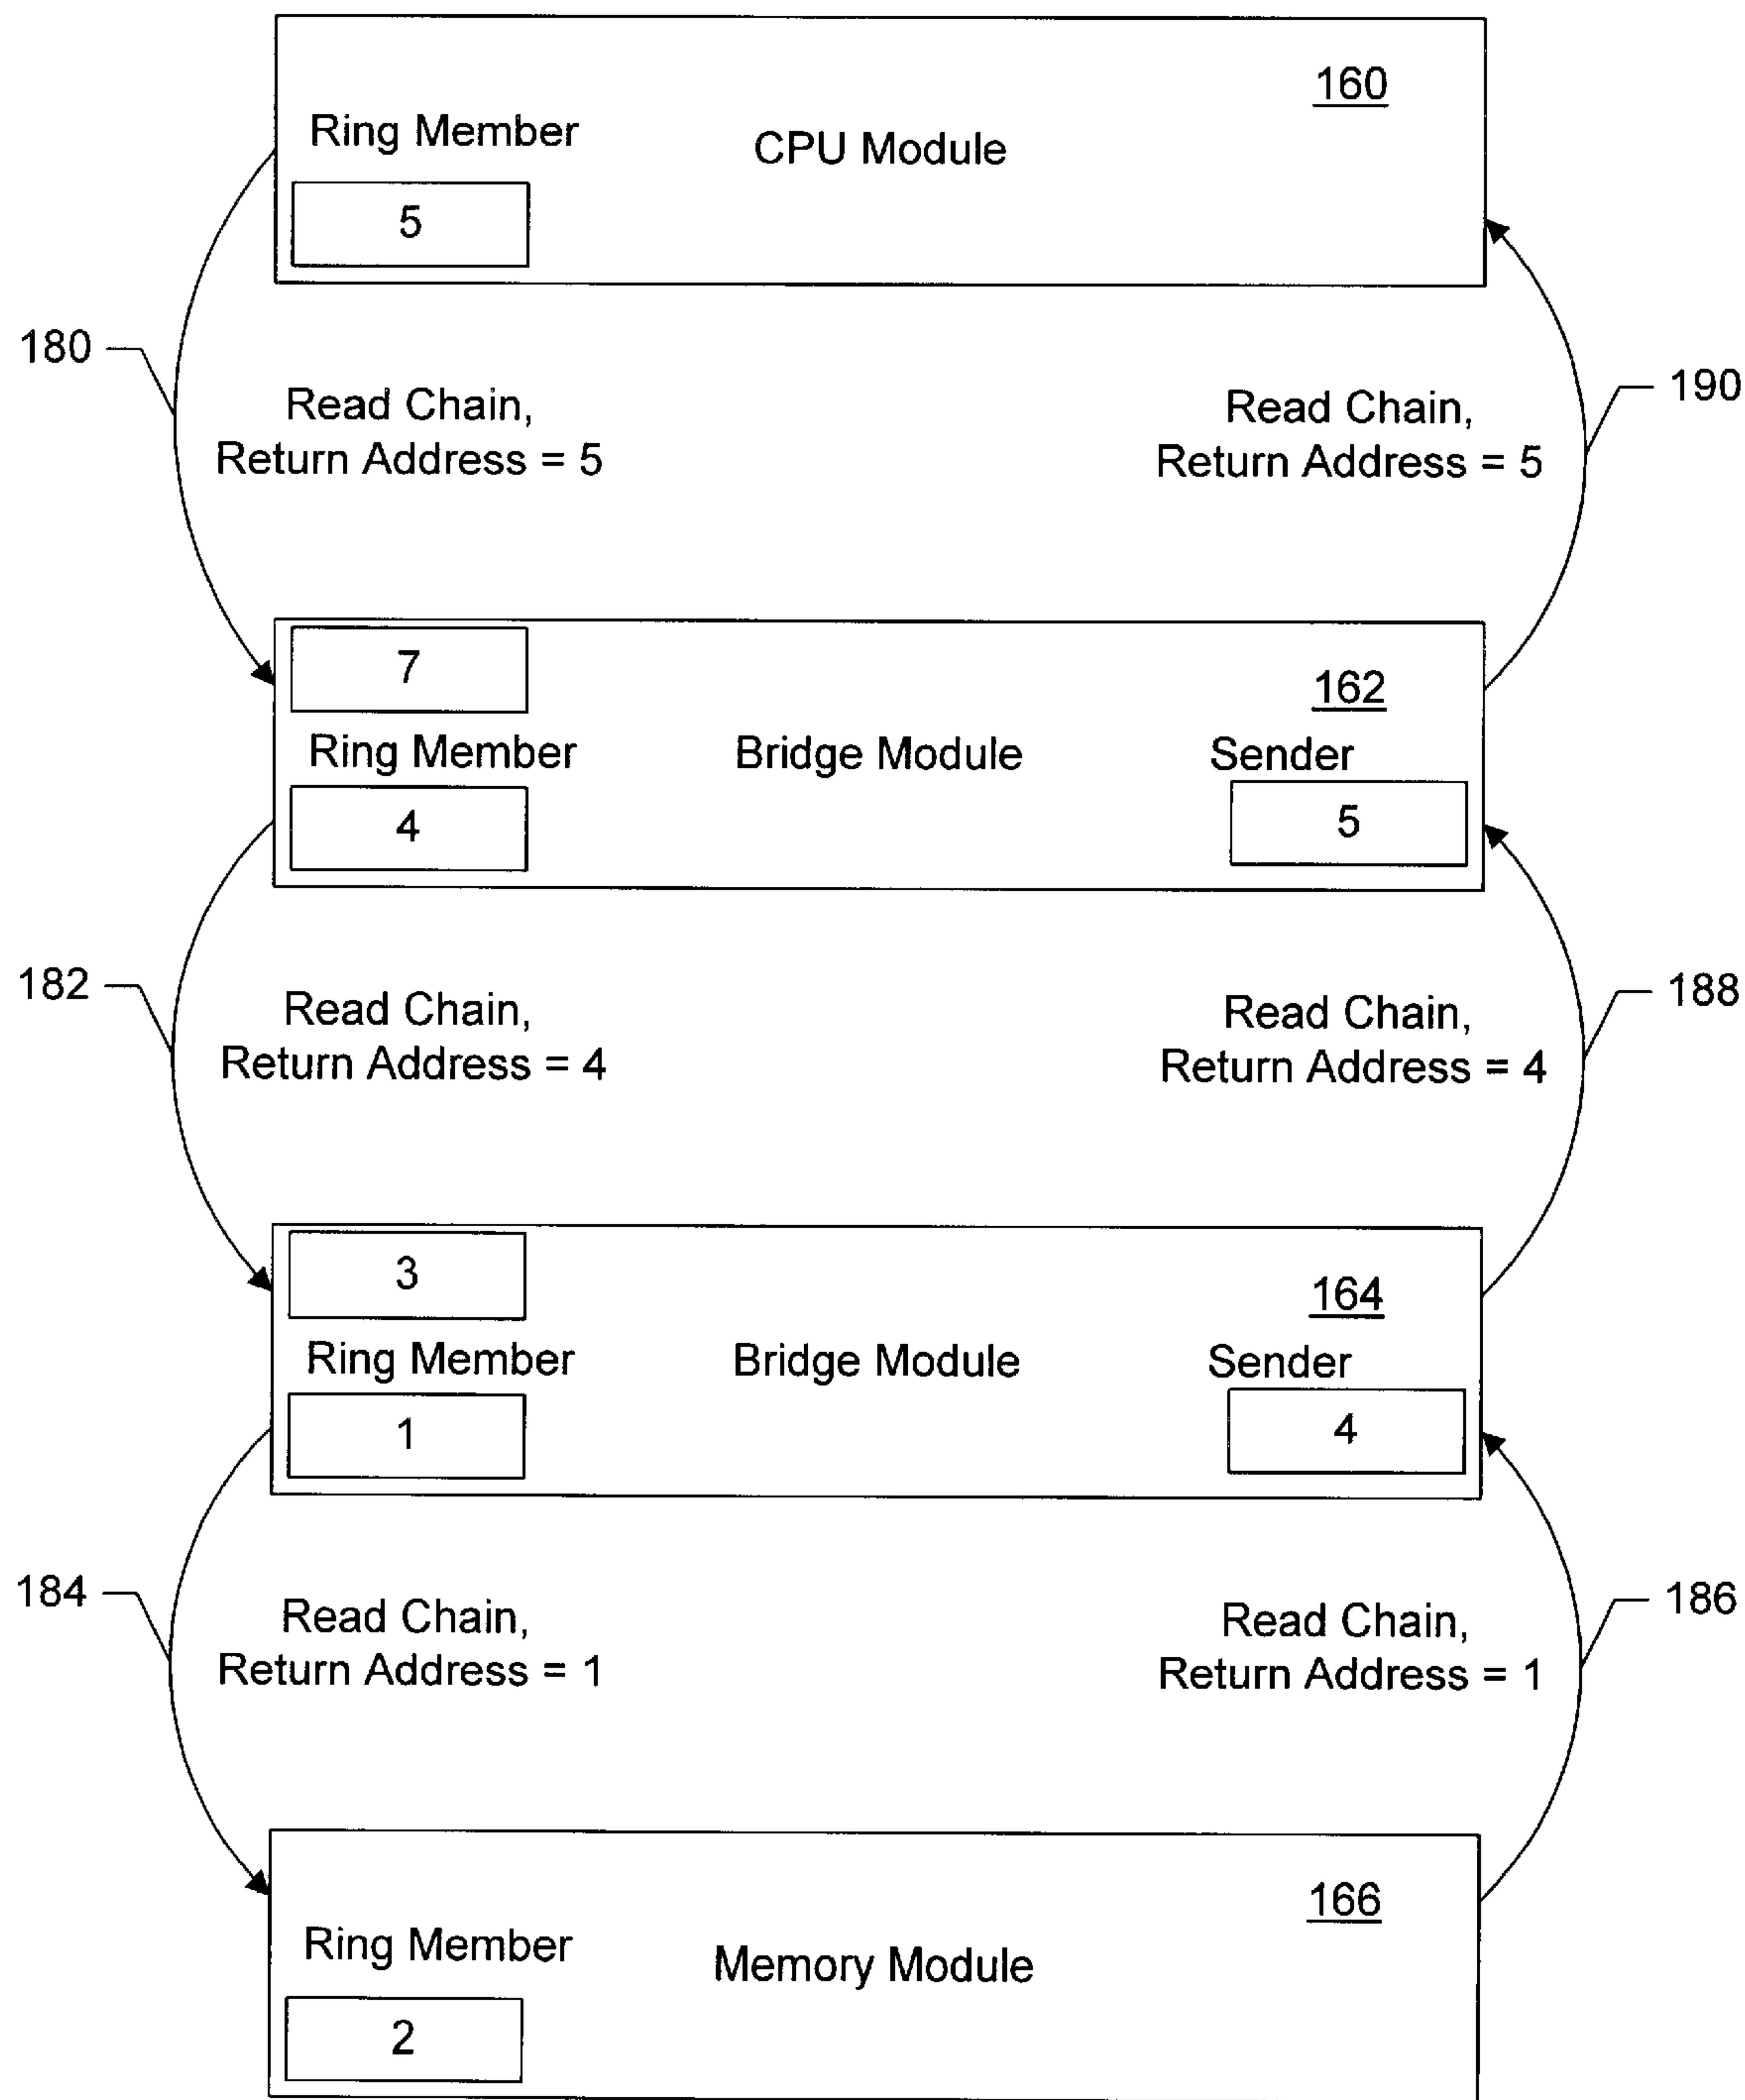 160
Ring Member
CPU Module
5
180
Read Chain,
Return Address = 5
190
Read Chain,
Return Address = 5
7
162
Ring Member
Bridge Module
Sender
4
5
182
Read Chain,
Return Address = 4
188
Read Chain,
Return Address = 4
3
164
Ring Member
Bridge Module
Sender
1
4
184
Read Chain,
Return Address = 1
186
Read Chain,
Return Address = 1
166
Ring Member
Memory Module
2